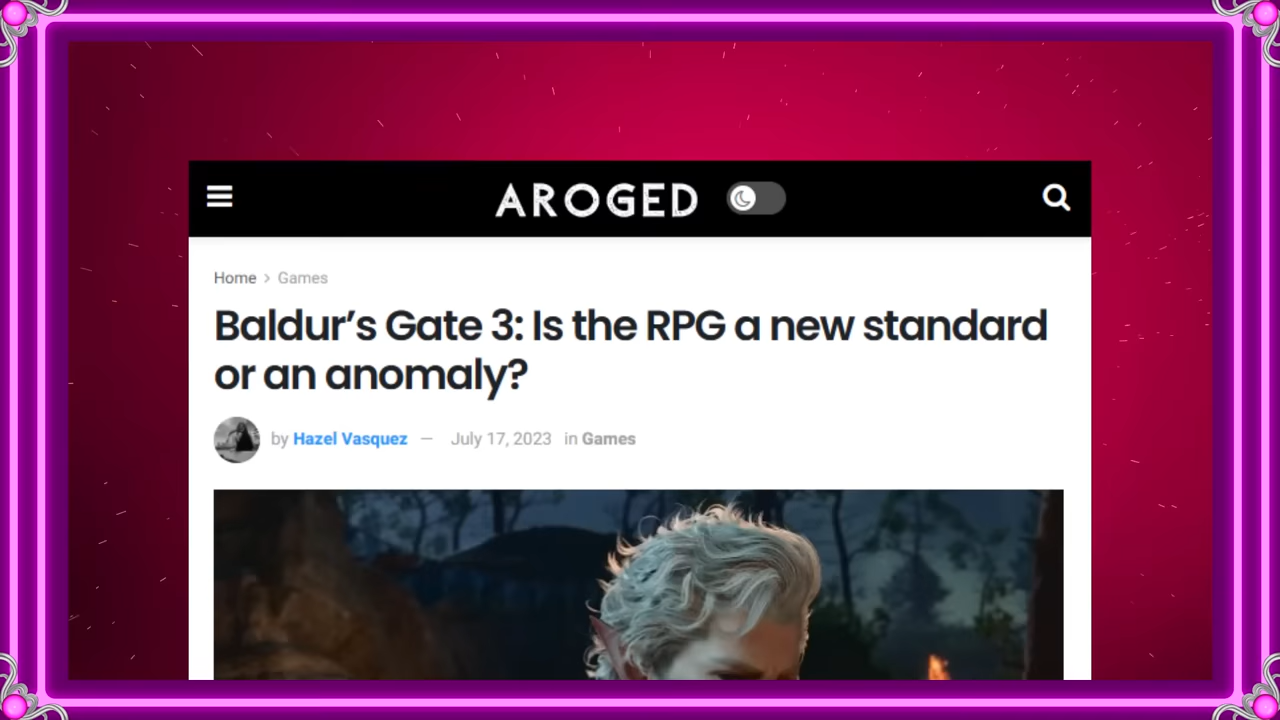 AROGED
Home > Games
Baldur’s Gate 3: Is the RPG a new standard
or an anomaly?
by Hazel Vasquez — July 17, 2023 in Games